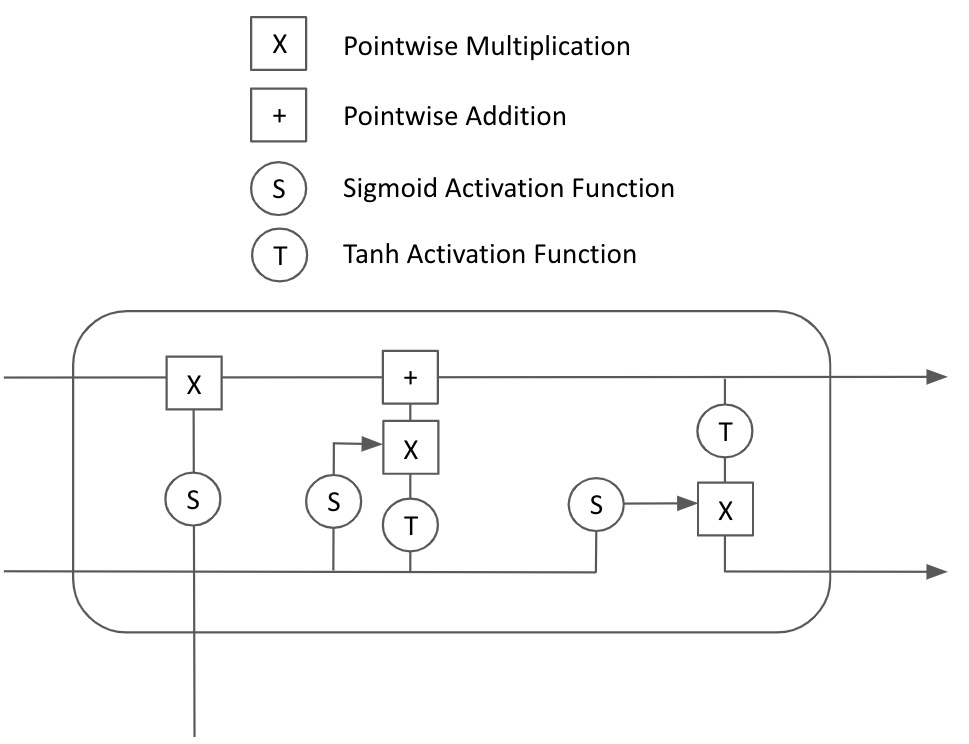 X Pointwise Multiplication
+ Pointwise Addition
S Sigmoid Activation Function
T Tanh Activation Function
X
+
T
X
S
S
T
S
X